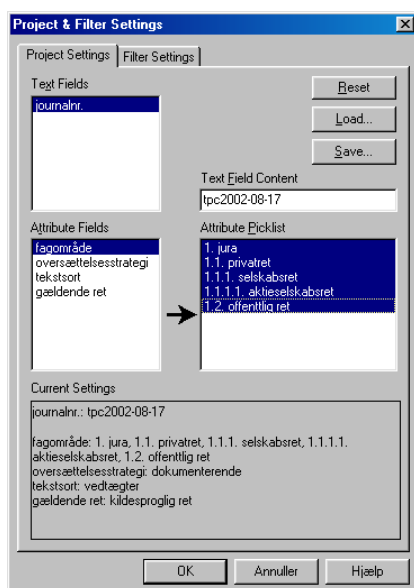 Project & Filter Settings
Project Settings
Filter Settings
Text Fields
journalnr.
Reset
Load...
Save...
Text Field Content
tpc2002-08-17
Attribute Fields
fagområde
oversættelsesstrategi
tekstsort
gældende ret
Attribute Picklist
1. jura
1.1. privatret
1.1.1. selskabsret
1.1.1.1. aktieselskabsret
1.2. offentlig ret
Current Settings
journalnr.: tpc2002-08-17
fagområde: 1. jura, 1.1. privatret, 1.1.1. selskabsret, 1.1.1.1.
aktieselskabsret, 1.2. offentlig ret
oversættelsesstrategi: dokumenterende
tekstsort: vedtægter
gældende ret: kildesproglig ret
OK
Annuller
Hjælp